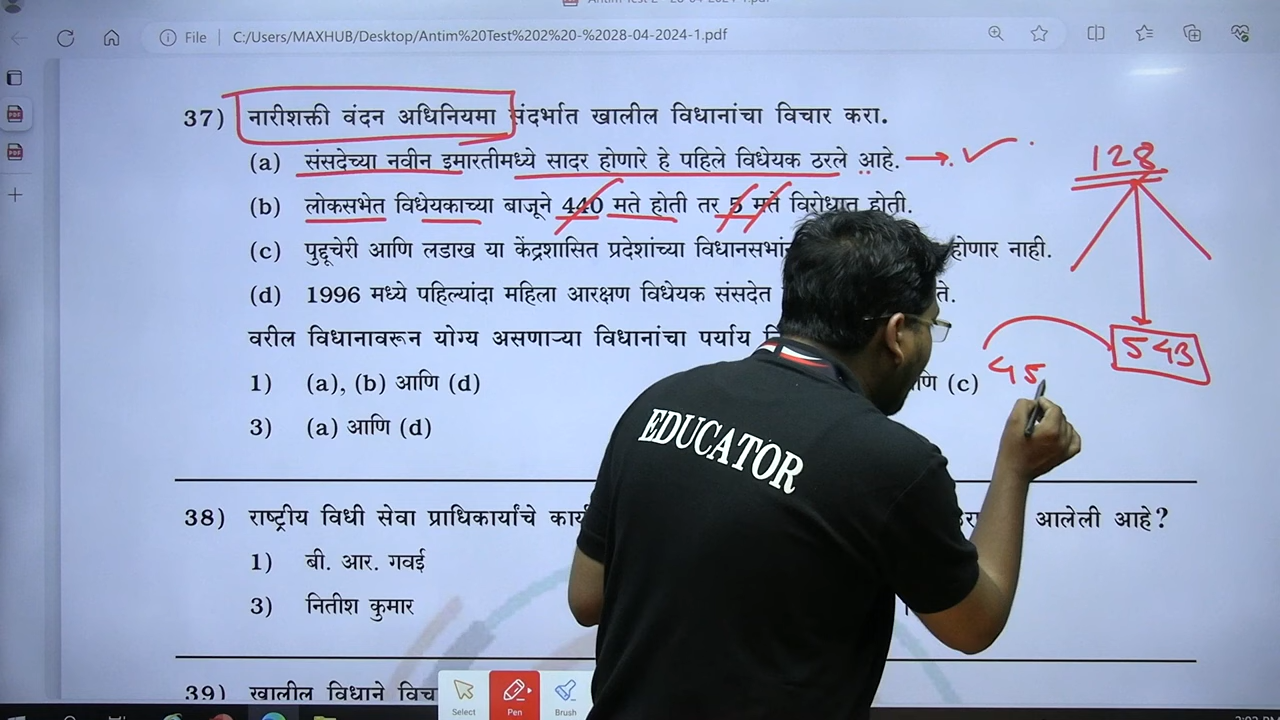 File C:/Users/MAXHUB/Desktop/Antim%20Test%202%20-%2028-04-2024-1.pdf
37) नारीशक्ती वंदन अधिनियमा संदर्भात खालील विधानांचा विचार करा.
(a) संसदेच्या नवीन इमारतीमध्ये सादर होणारे हे पहिले विधेयक ठरले आहे.
128
(b) लोकसभेत विधेयकाच्या बाजूने 440 मते होती तर 5 मते विरोधात होती.
(c) पुद्दूचेरी आणि लडाख या केंद्रशासित प्रदेशांच्या होणार नाही.
(d) 1996 मध्ये पहिल्यांदा महिला आरक्षण विधेयक संसदेत
वरील विधानावरून योग्य असणाऱ्या विधानांचा पर्याय
543
45
1) (a), (b) आणि (d)
(c)
3) (a) आणि (d)
EDUCATOR
38) राष्ट्रीय विधी सेवा प्राधिकार्यांचे आलेली आहे?
1) बी. आर. गवई
3) नितीश कुमार
39) खालील विधाने
Select Pen Brush